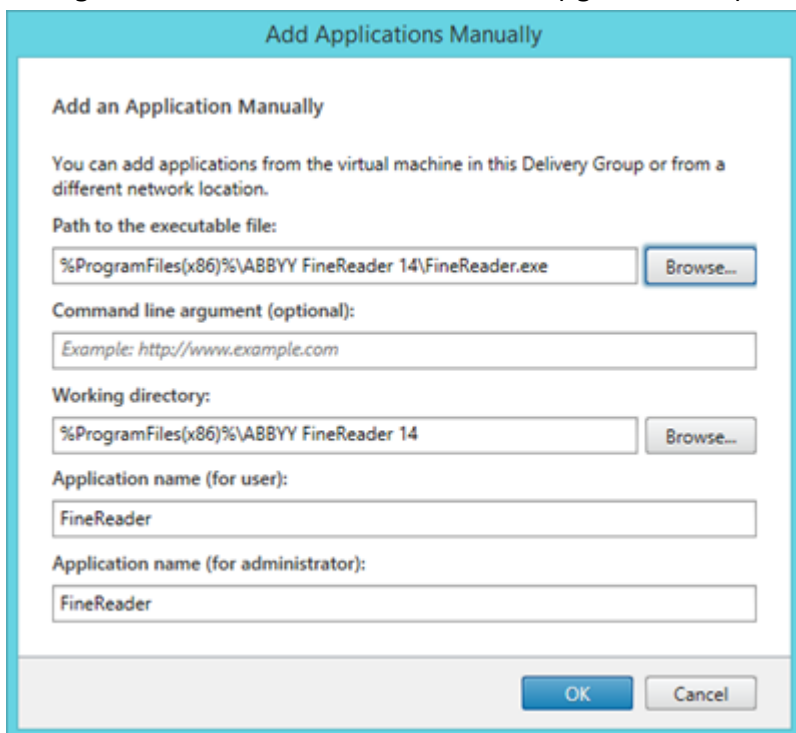 Add Applications Manually
Add an Application Manually
You can add applications from the virtual machine in this Delivery Group or from a
different network location.
Path to the executable file:
%ProgramFiles(x86)%\ABBYY FineReader 14\FineReader.exe
Browse...
Command line argument (optional):
Example: http://www.example.com
Working directory:
%ProgramFiles(x86)%\ABBYY FineReader 14
Browse...
Application name (for user):
FineReader
Application name (for administrator):
FineReader
OK
Cancel